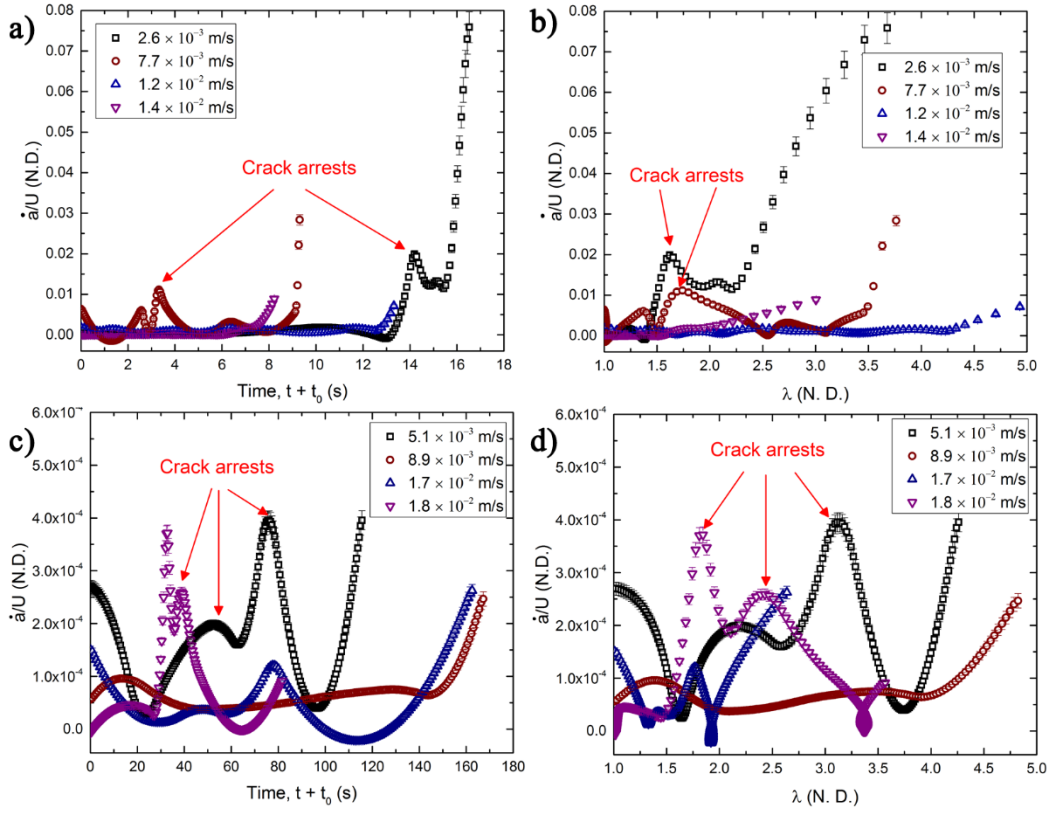 a)
0.08
0.07
0.06
0.05
0.04
0.03
0.02
0.01
0.00
ȧ/U (N.D.)
2.6 × 10⁻³ m/s
7.7 × 10⁻³ m/s
1.2 × 10⁻² m/s
1.4 × 10⁻² m/s
Crack arrests
0 2 4 6 8 10 12 14 16 18
Time, t + t₀ (s)
b)
0.08
0.07
0.06
0.05
0.04
0.03
0.02
0.01
0.00
ȧ/U (N.D.)
2.6 × 10⁻³ m/s
7.7 × 10⁻³ m/s
1.2 × 10⁻² m/s
1.4 × 10⁻² m/s
Crack arrests
1.0 1.5 2.0 2.5 3.0 3.5 4.0 4.5 5.0
λ (N. D.)
c)
6.0x10⁻⁴
5.0x10⁻⁴
4.0x10⁻⁴
3.0x10⁻⁴
2.0x10⁻⁴
1.0x10⁻⁴
0.0
ȧ/U (N.D.)
5.1 × 10⁻³ m/s
8.9 × 10⁻³ m/s
1.7 × 10⁻² m/s
1.8 × 10⁻² m/s
Crack arrests
0 20 40 60 80 100 120 140 160 180
Time, t + t₀ (s)
d)
6.0x10⁻⁴
5.0x10⁻⁴
4.0x10⁻⁴
3.0x10⁻⁴
2.0x10⁻⁴
1.0x10⁻⁴
0.0
ȧ/U (N.D.)
5.1 × 10⁻³ m/s
8.9 × 10⁻³ m/s
1.7 × 10⁻² m/s
1.8 × 10⁻² m/s
Crack arrests
1.0 1.5 2.0 2.5 3.0 3.5 4.0 4.5 5.0
λ (N. D.)